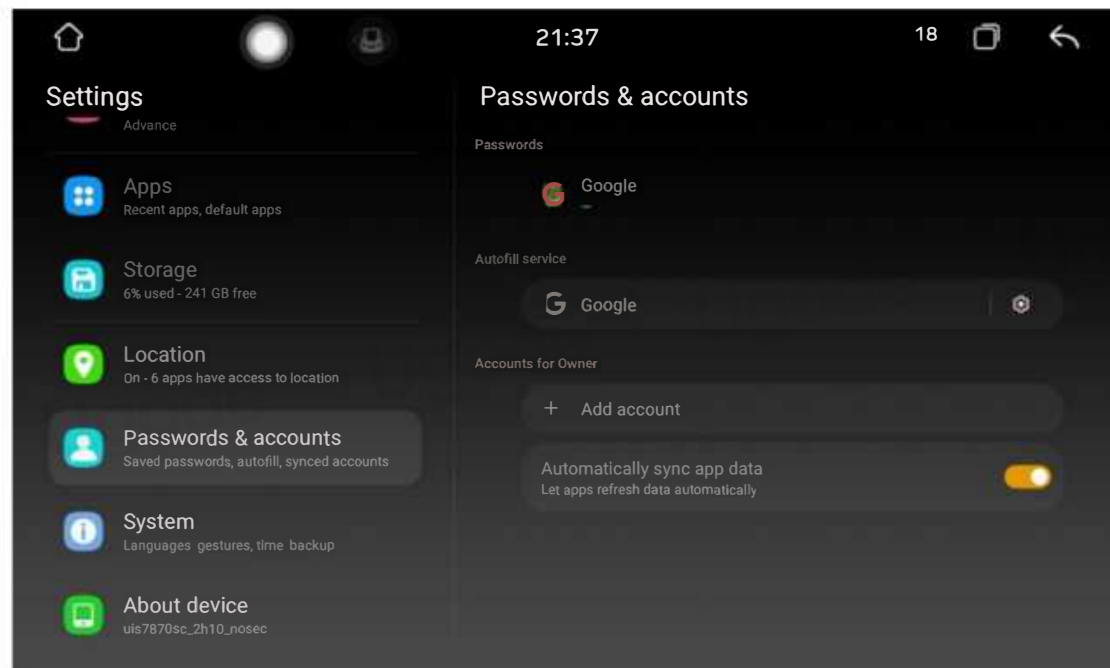 21:37
18
Settings
Advance
Apps
Recent apps, default apps
Storage
6% used - 241 GB free
Location
On - 6 apps have access to location
Passwords & accounts
Saved passwords, autofill, synced accounts
System
Languages gestures, time backup
About device
uis7870sc_2h10_nosec
Passwords & accounts
Passwords
Google
Autofill service
Google
Accounts for Owner
+ Add account
Automatically sync app data
Let apps refresh data automatically